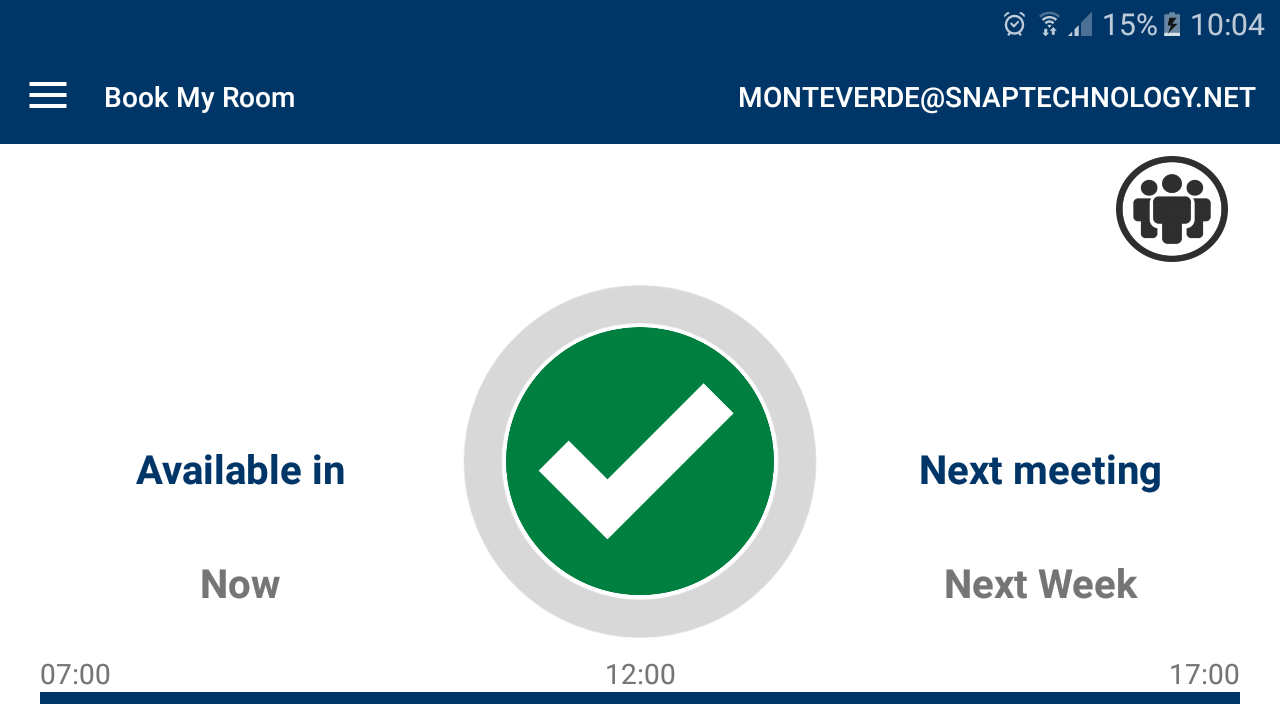 15% 10:04
Book My Room MONTEVERDE@SNAPTECHNOLOGY.NET
Available in Next meeting
Now Next Week
07:00 12:00 17:00